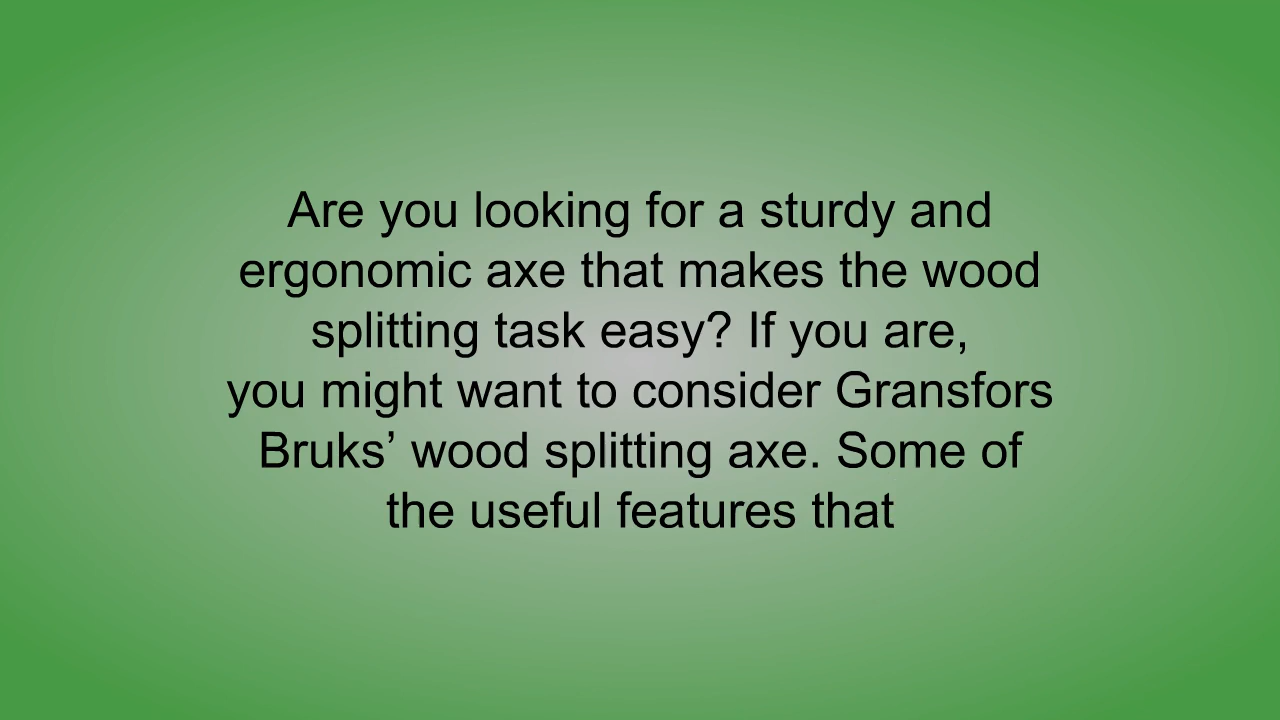 Are you looking for a sturdy and
ergonomic axe that makes the wood
splitting task easy? If you are,
you might want to consider Gransfors
Bruks’ wood splitting axe. Some of
the useful features that